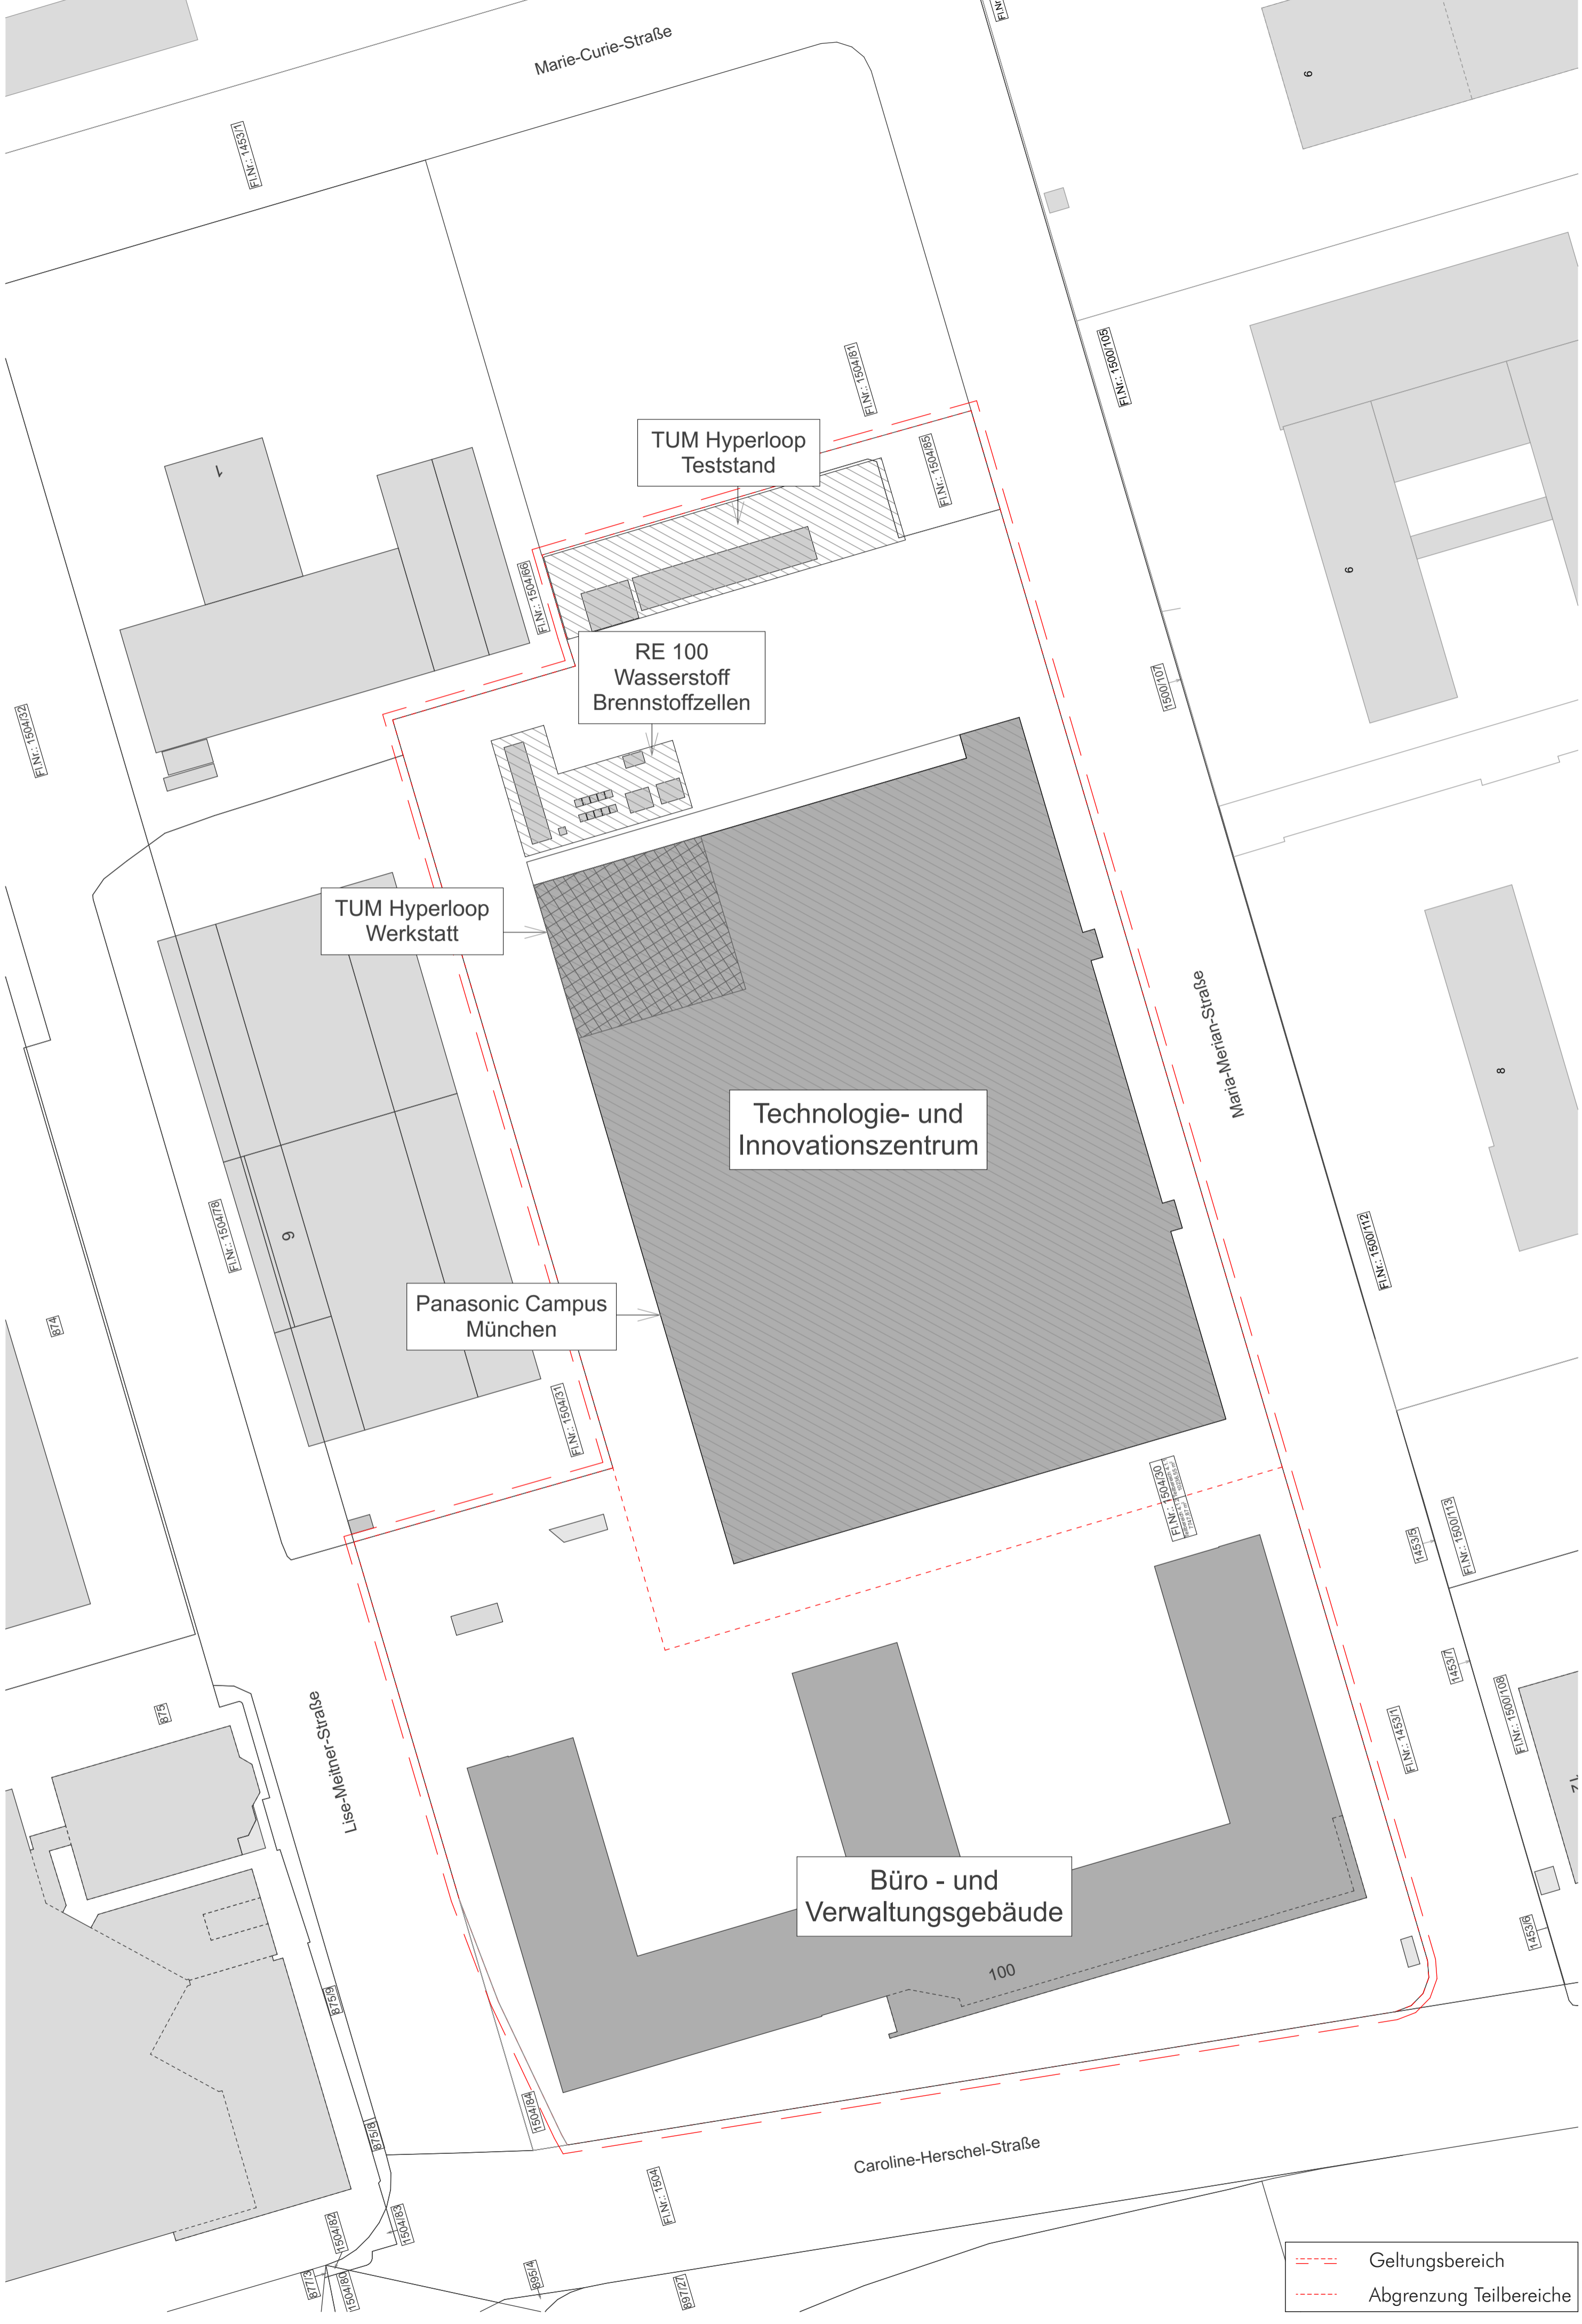 Marie-Curie-Straße
Fl.Nr.: 1453/1
6
Fl.Nr.: 1500/105
Fl.Nr.: 1504/81
TUM Hyperloop
Teststand
Fl.Nr.: 1504/85
1
Fl.Nr.: 1504/66
6
RE 100
Wasserstoff
Brennstoffzellen
1500/107
Fl.Nr.: 1504/32
TUM Hyperloop
Werkstatt
Maria-Merian-Straße
8
Technologie- und
Innovationszentrum
Fl.Nr.: 1504/78
9
Fl.Nr.: 1500/112
Panasonic Campus
München
874
Fl.Nr.: 1504/31
Fl.Nr.: 1504/30
1453/5
Fl.Nr.: 1500/113
1453/7
Fl.Nr.: 1500/108
875
Lise-Meitner-Straße
Fl.Nr.: 1453/1
12
Büro - und
Verwaltungsgebäude
100
1453/6
875/9
1504/84
875/8
Caroline-Herschel-Straße
Fl.Nr.: 1504
1504/82
1504/83
877/3
1504/80
895/4
897/27
Geltungsbereich
Abgrenzung Teilbereiche